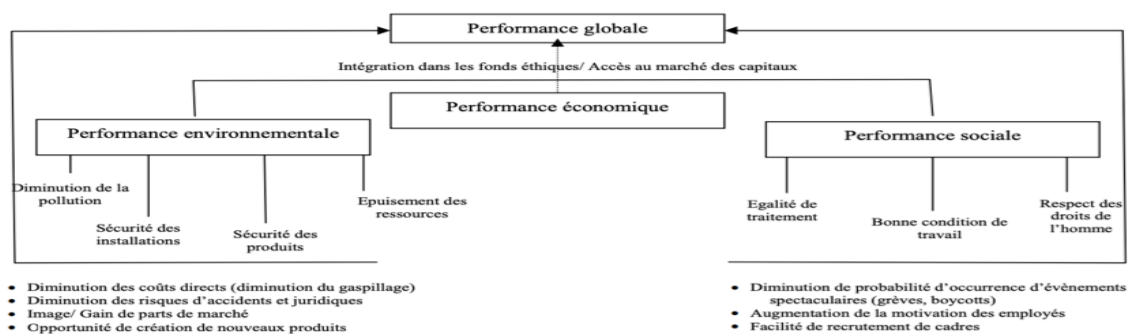 Performance globale
Intégration dans les fonds éthiques/ Accès au marché des capitaux
Performance économique
Performance environnementale
Performance sociale
Diminution de la
pollution
Sécurité des
installations
Sécurité des
produits
Epuisement des
ressources
Egalité de
traitement
Bonne condition de
travail
Respect des
droits de
l'homme
• Diminution des coûts directs (diminution du gaspillage)
• Diminution des risques d'accidents et juridiques
• Image/ Gain de parts de marché
• Opportunité de création de nouveaux produits
• Diminution de probabilité d'occurrence d'évènements
spectaculaires (grèves, boycotts)
• Augmentation de la motivation des employés
• Facilité de recrutement de cadres